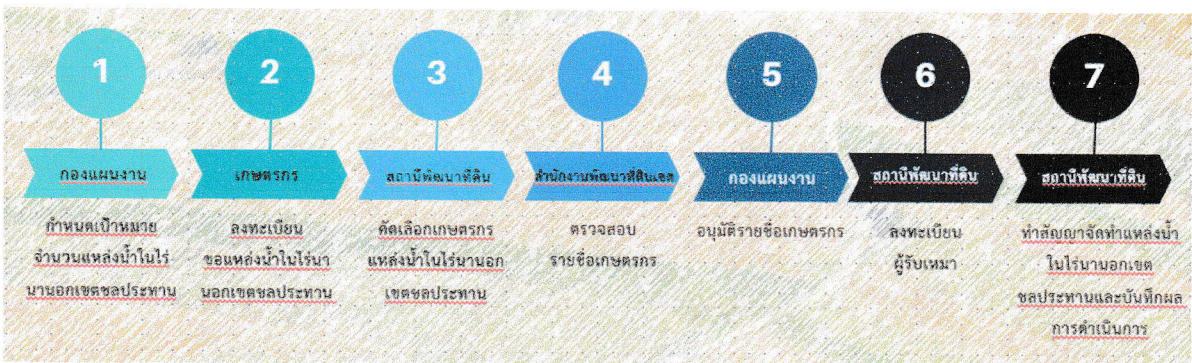 1
กองแผนงาน
กำหนดเป้าหมาย
จำนวนแหล่งน้ำในไร่
นานอกเขตชลประทาน
2
เกษตรกร
ลงทะเบียน
ขอแหล่งน้ำในไร่นา
นอกเขตชลประทาน
3
สถานีพัฒนาที่ดิน
คัดเลือกเกษตรกร
แหล่งน้ำในไร่นานอก
เขตชลประทาน
4
สำนักงานพัฒนาที่ดินเขต
ตรวจสอบ
รายชื่อเกษตรกร
5
กองแผนงาน
อนุมัติรายชื่อเกษตรกร
6
สถานีพัฒนาที่ดิน
ลงทะเบียน
ผู้รับเหมา
7
สถานีพัฒนาที่ดิน
ทำสัญญาจัดทำแหล่งน้ำ
ในไร่นานอกเขต
ชลประทานและบันทึกผล
การดำเนินการ